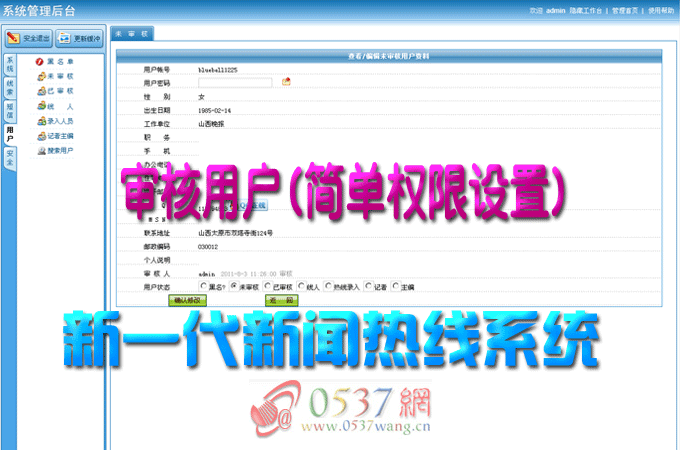 系统管理后台
欢迎 admin 隐藏工作台 | 管理首页 | 使用帮助
安全退出 更新缓冲
未审核
系统
线索
短信
用户
安全
黑名单
未审核
已审核
线人
录入人员
记者主编
搜索用户
查看/编辑未审核用户资料
用户帐号 blueball1225
用户密码
性别 女
出生日期 1985-02-14
工作单位 山西晚报
职务
手机
办公电话
审核用户(简单权限设置)
在线
MSN
联系地址 山西太原市双塔寺街124号
邮政编码 030012
个人说明
审核人 admin 2011-6-3 11:26:00 审核
用户状态 黑名? 未审核 已审核 线人 热线录入 记者 主编
确认修改 返回
新一代新闻热线系统
0537網
www.0537wang.cn